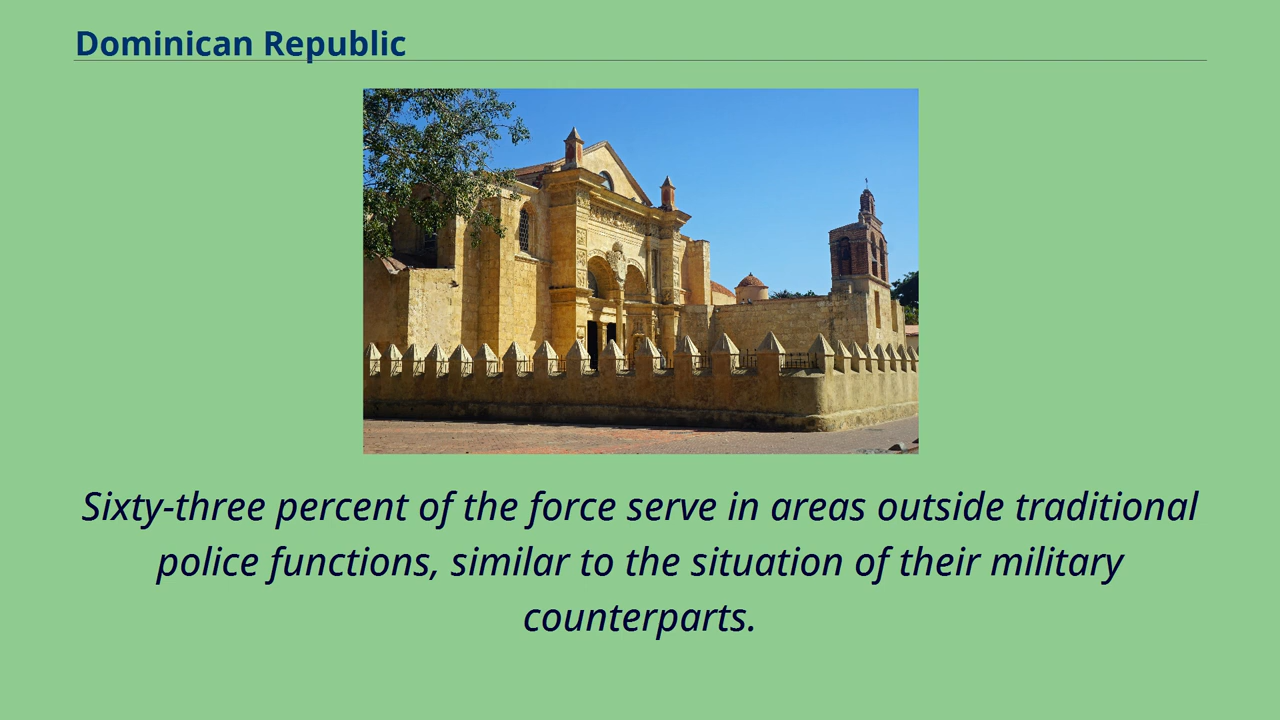 Dominican Republic
Sixty-three percent of the force serve in areas outside traditional
police functions, similar to the situation of their military
counterparts.